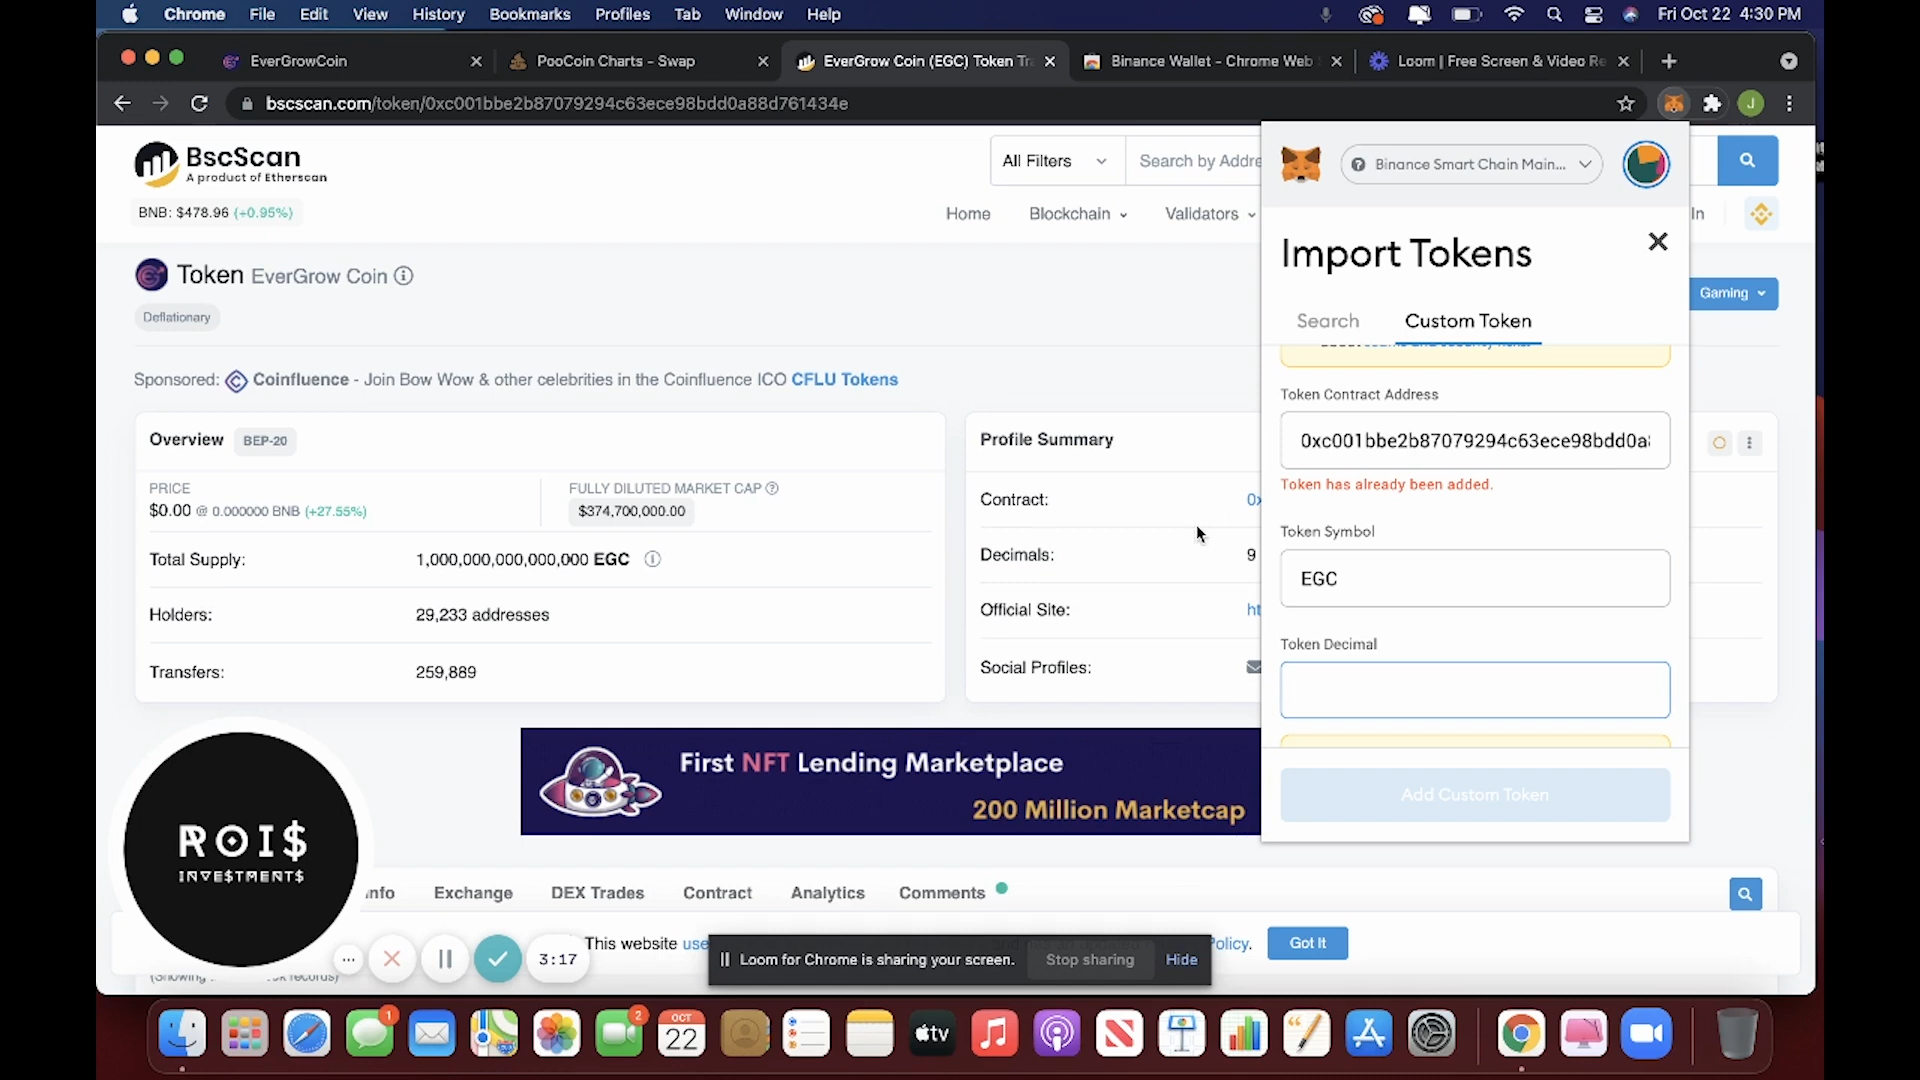 Chrome File Edit View History Bookmarks Profiles Tab Window Help Fri Oct 22 4:30 PM
EverGrowCoin PooCoin Charts - Swap EverGrow Coin (EGC) Token Tr Binance Wallet - Chrome Web Loom | Free Screen & Video Re
bscscan.com/token/0xc001bbe2b87079294c63ece98bdd0a88d761434e J
BscScan
A product of Etherscan
All Filters Search by Addre
BNB: $478.96 (+0.95%)
Home Blockchain Validators In
Token EverGrow Coin
Gaming
Deflationary
Sponsored: Coinfluence - Join Bow Wow & other celebrities in the Coinfluence ICO CFLU Tokens
Overview BEP-20
PRICE
$0.00 @ 0.000000 BNB (+27.55%)
FULLY DILUTED MARKET CAP
$374,700,000.00
Total Supply: 1,000,000,000,000,000 EGC
Holders: 29,233 addresses
Transfers: 259,889
Profile Summary
Contract: 0x
Decimals: 9
Official Site: ht
Social Profiles:
Binance Smart Chain Main...
Import Tokens
Search Custom Token
Token Contract Address
0xc001bbe2b87079294c63ece98bdd0a
Token has already been added.
Token Symbol
EGC
Token Decimal
Add Custom Token
First NFT Lending Marketplace
200 Million Marketcap
ROI$
INVE$TMENT$
nfo Exchange DEX Trades Contract Analytics Comments
This website use Policy. Got It
3:17
Loom for Chrome is sharing your screen. Stop sharing Hide
1 2 OCT
22
tv